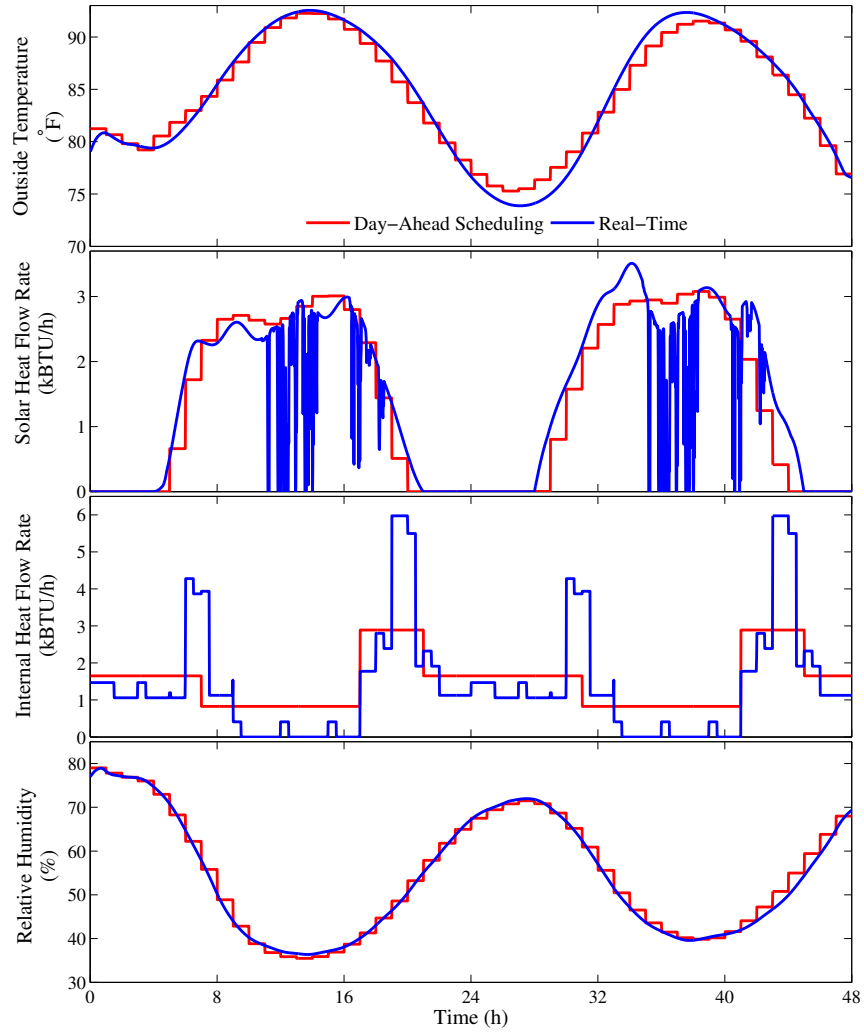 Outside Temperature
(°F)
90
85
80
75
70
Day−Ahead Scheduling
Real−Time
Solar Heat Flow Rate
(kBTU/h)
3
2
1
0
Internal Heat Flow Rate
(kBTU/h)
6
5
4
3
2
1
0
Relative Humidity
(%)
80
70
60
50
40
30
0 8 16 24 32 40 48
Time (h)